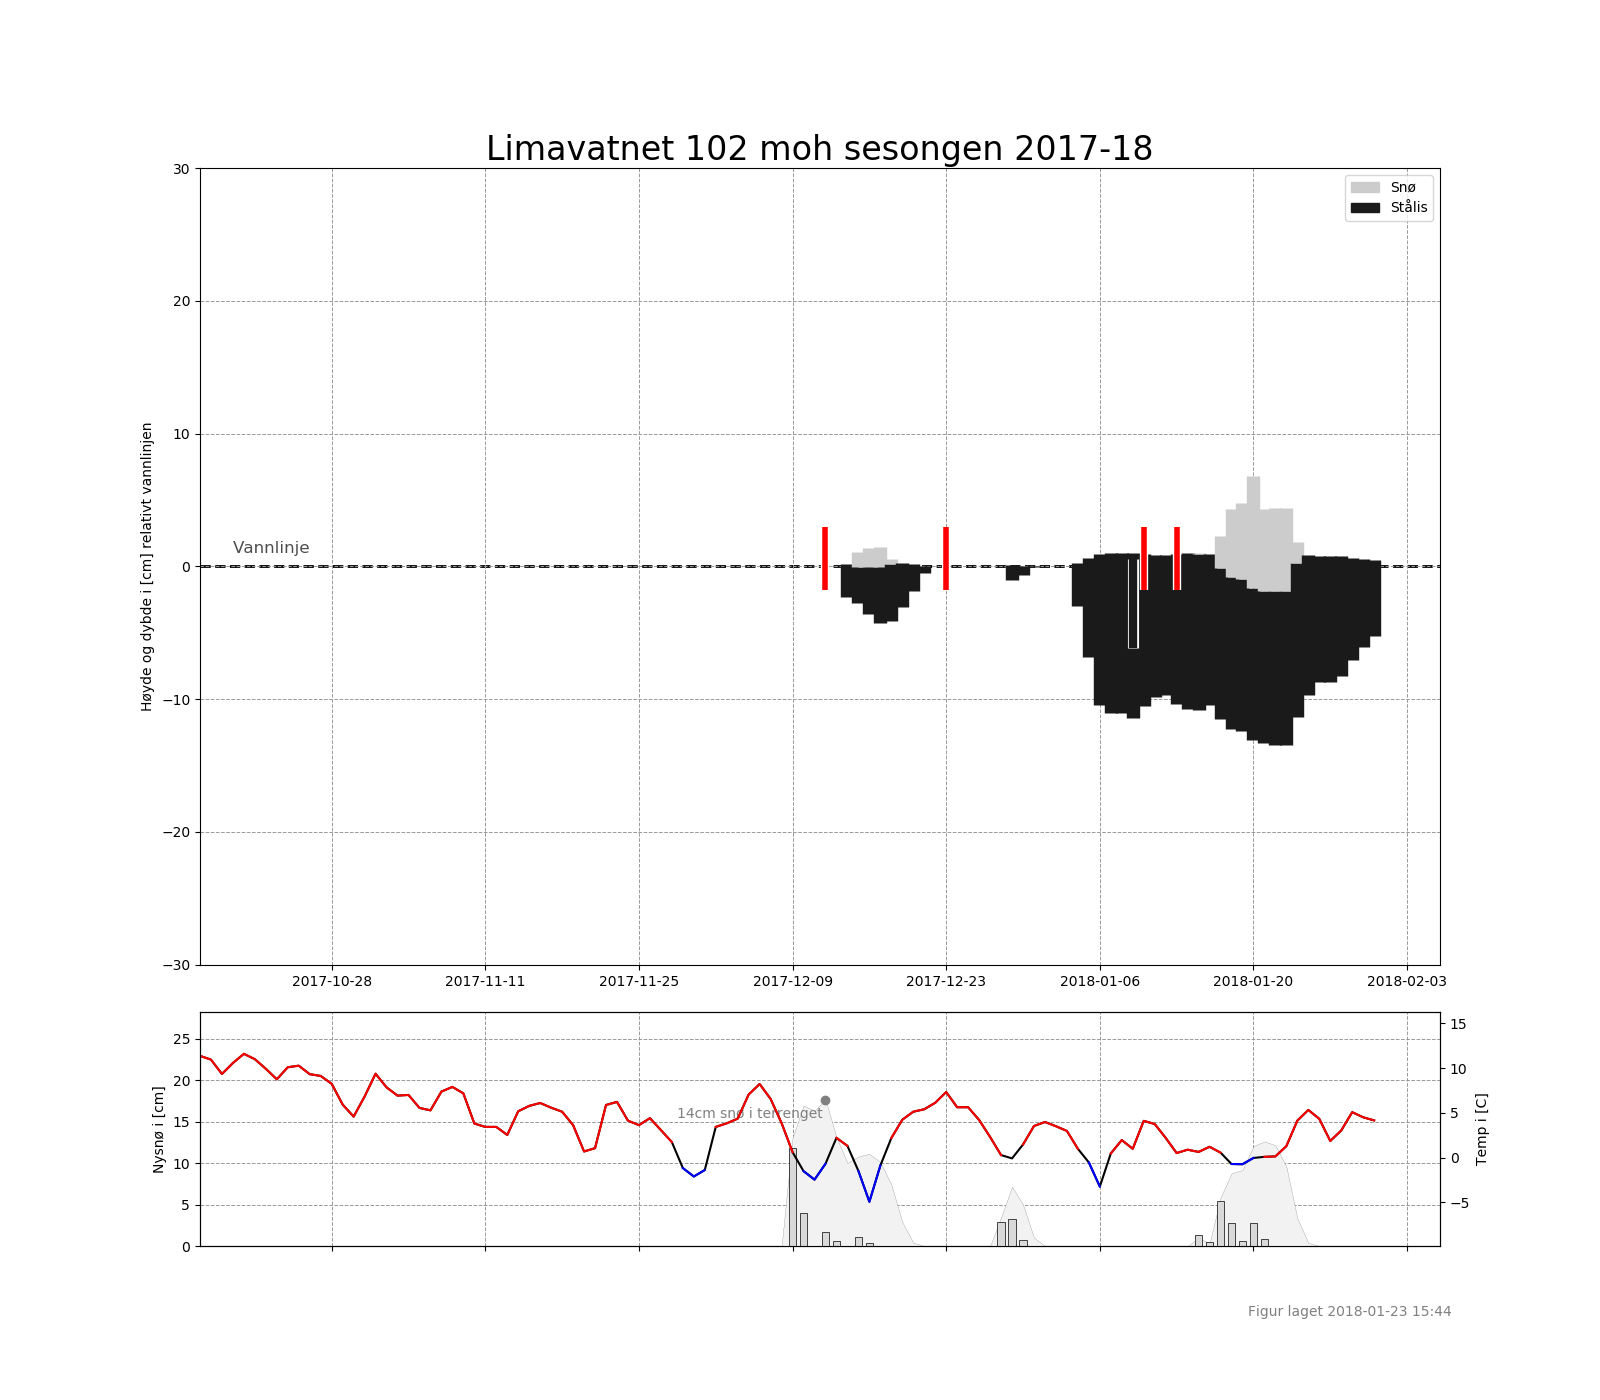 Limavatnet 102 moh sesongen 2017-18
Snø
Stålis
Høyde og dybde i [cm] relativt vannlinjen
30
20
10
0
−10
−20
−30
Vannlinje
2017-10-28 2017-11-11 2017-11-25 2017-12-09 2017-12-23 2018-01-06 2018-01-20 2018-02-03
Nysnø i [cm]
25
20
15
10
5
0
14cm snø i terrenget
15
10
5
0
−5
Temp i [C]
Figur laget 2018-01-23 15:44